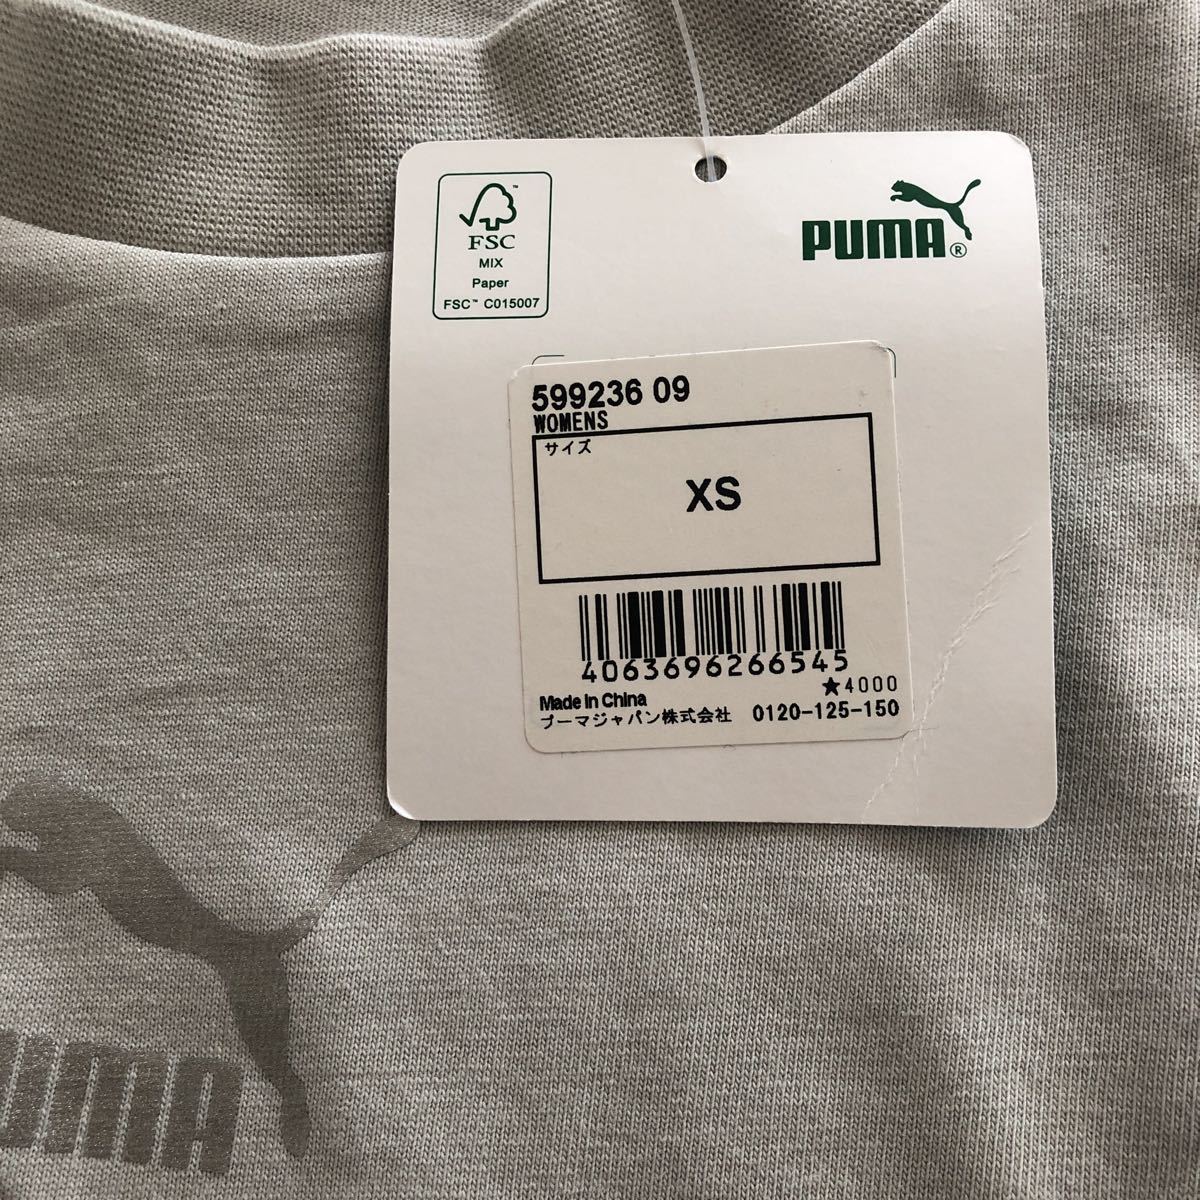 FSC
MIX
Paper
FSC™ C015007
PUMA®
599236 09
WOMENS
サイズ
XS
4063696266545
★4000
Made in China
プーマジャパン株式会社 0120-125-150
PUMA